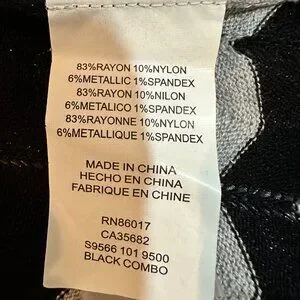 83%RAYON 10%NYLON
6%METALLIC 1%SPANDEX
83%RAYON 10%NILON
6%METALICO 1%SPANDEX
83%RAYONNE 10%NYLON
6%METALLIQUE 1%SPANDEX
MADE IN CHINA
HECHO EN CHINA
FABRIQUE EN CHINE
RN86017
CA35682
S9566 101 9500
BLACK COMBO